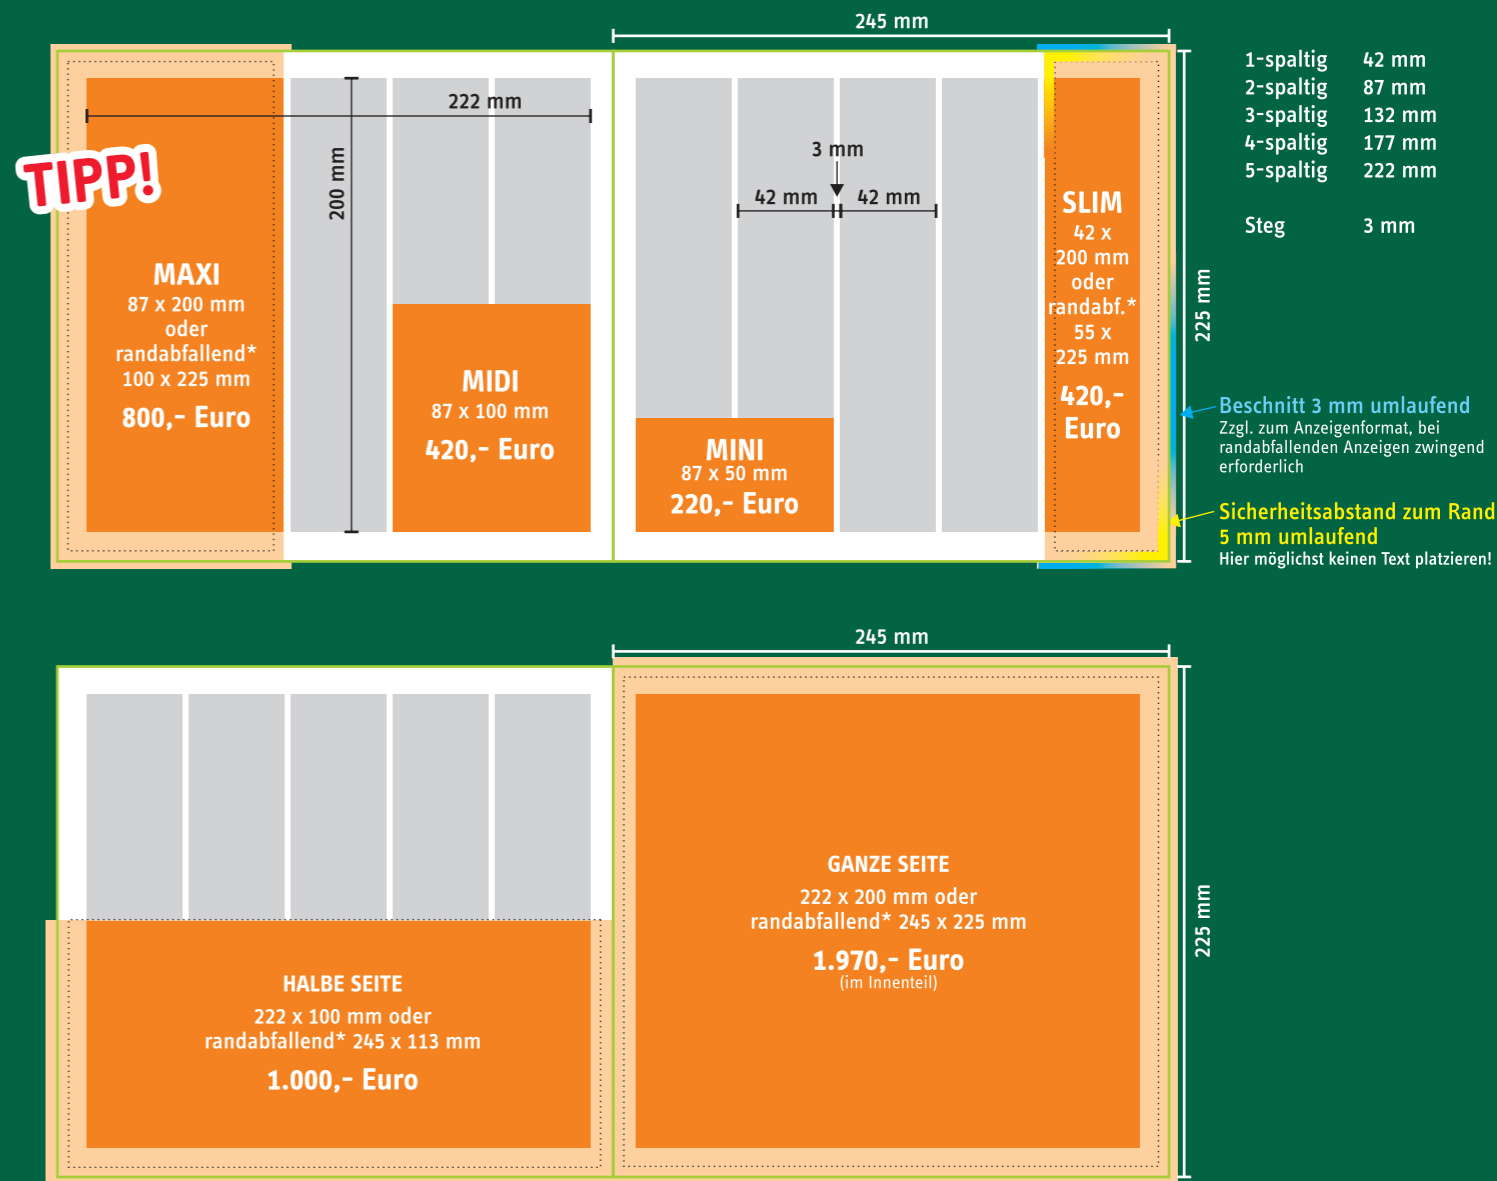 245 mm
222 mm
200 mm
TIPP!
MAXI
87 x 200 mm
oder
randabfallend*
100 x 225 mm
800,- Euro
MIDI
87 x 100 mm
420,- Euro
3 mm
42 mm
42 mm
MINI
87 x 50 mm
220,- Euro
SLIM
42 x
200 mm
oder
randabf.*
55 x
225 mm
420,-
Euro
225 mm
1-spaltig 42 mm
2-spaltig 87 mm
3-spaltig 132 mm
4-spaltig 177 mm
5-spaltig 222 mm
Steg 3 mm
Beschnitt 3 mm umlaufend
Zzgl. zum Anzeigenformat, bei
randabfallenden Anzeigen zwingend
erforderlich
Sicherheitsabstand zum Rand
5 mm umlaufend
Hier möglichst keinen Text platzieren!
245 mm
HALBE SEITE
222 x 100 mm oder
randabfallend* 245 x 113 mm
1.000,- Euro
GANZE SEITE
222 x 200 mm oder
randabfallend* 245 x 225 mm
1.970,- Euro
(im Innenteil)
225 mm